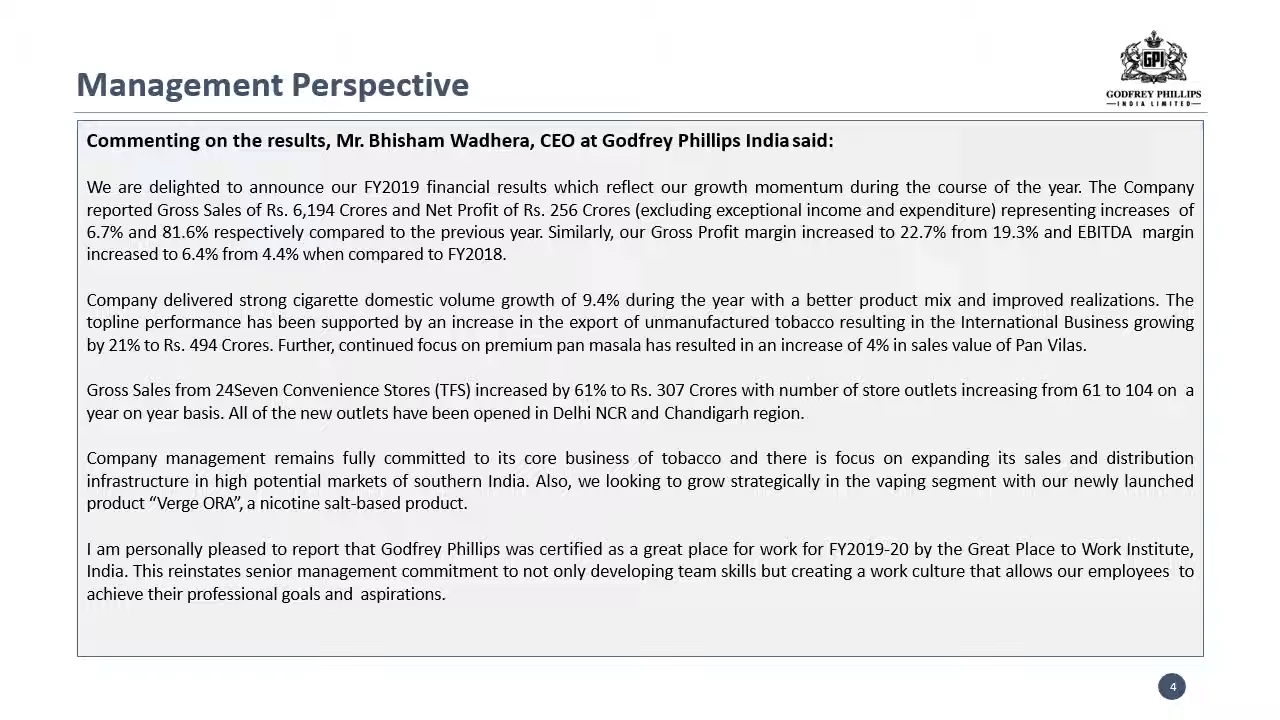 Management Perspective
GPI
GODFREY PHILLIPS
INDIA LIMITED
Commenting on the results, Mr. Bhisham Wadhera, CEO at Godfrey Phillips India said:
We are delighted to announce our FY2019 financial results which reflect our growth momentum during the course of the year. The Company
reported Gross Sales of Rs. 6,194 Crores and Net Profit of Rs. 256 Crores (excluding exceptional income and expenditure) representing increases of
6.7% and 81.6% respectively compared to the previous year. Similarly, our Gross Profit margin increased to 22.7% from 19.3% and EBITDA margin
increased to 6.4% from 4.4% when compared to FY2018.
Company delivered strong cigarette domestic volume growth of 9.4% during the year with a better product mix and improved realizations. The
topline performance has been supported by an increase in the export of unmanufactured tobacco resulting in the International Business growing
by 21% to Rs. 494 Crores. Further, continued focus on premium pan masala has resulted in an increase of 4% in sales value of Pan Vilas.
Gross Sales from 24Seven Convenience Stores (TFS) increased by 61% to Rs. 307 Crores with number of store outlets increasing from 61 to 104 on a
year on year basis. All of the new outlets have been opened in Delhi NCR and Chandigarh region.
Company management remains fully committed to its core business of tobacco and there is focus on expanding its sales and distribution
infrastructure in high potential markets of southern India. Also, we looking to grow strategically in the vaping segment with our newly launched
product “Verge ORA”, a nicotine salt-based product.
I am personally pleased to report that Godfrey Phillips was certified as a great place for work for FY2019-20 by the Great Place to Work Institute,
India. This reinstates senior management commitment to not only developing team skills but creating a work culture that allows our employees to
achieve their professional goals and aspirations.
4